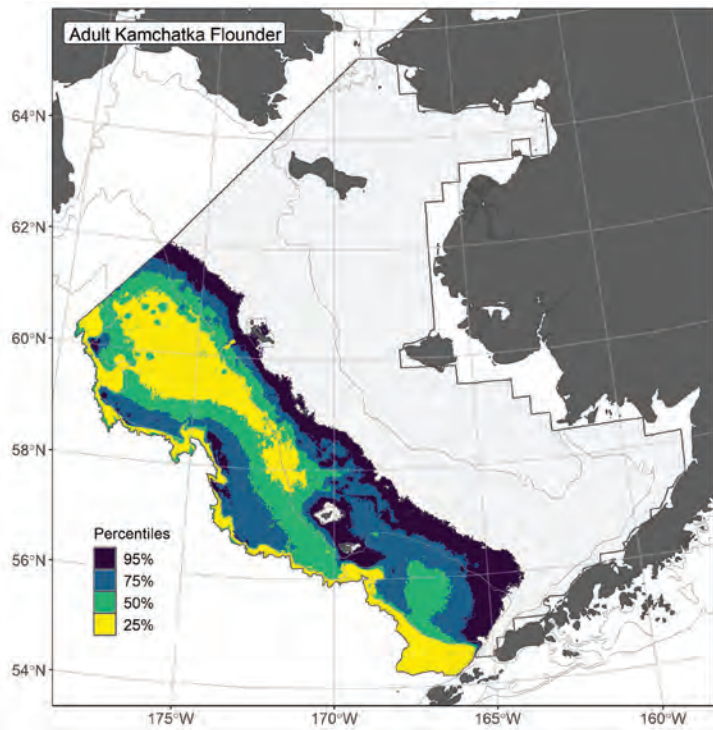 Adult Kamchatka Flounder
64°N
62°N
60°N
58°N
56°N
54°N
Percentiles
95%
75%
50%
25%
175°W
170°W
165°W
160°W